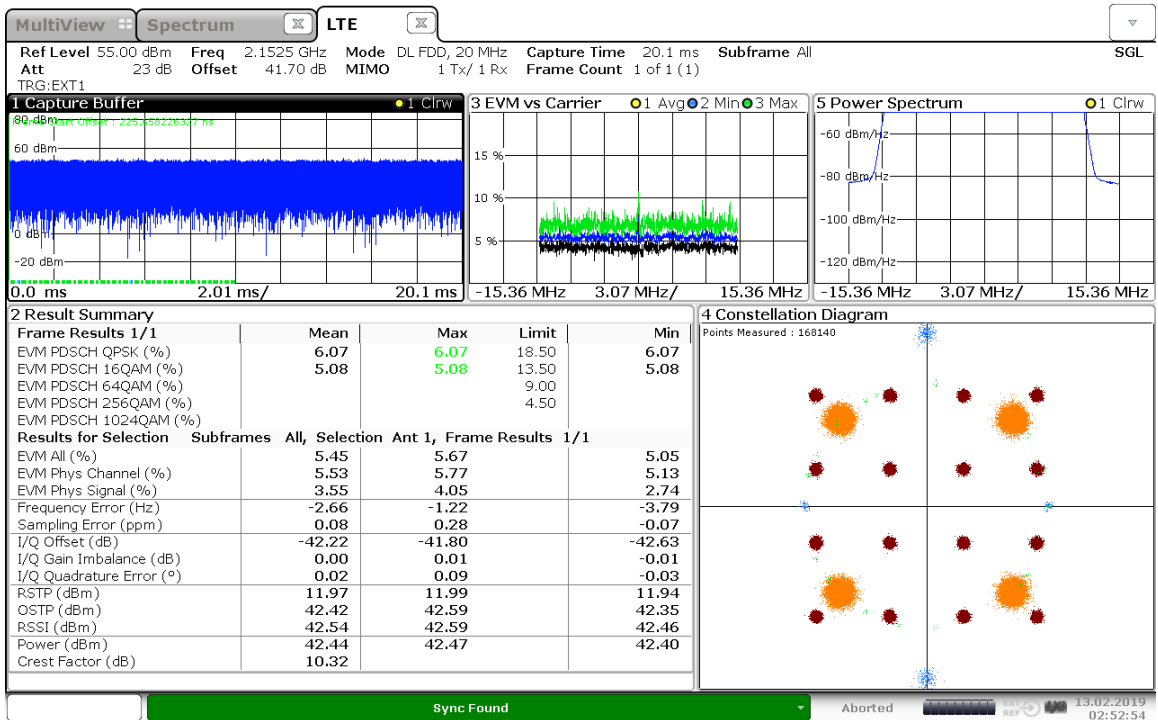 MultiView Spectrum LTE
Ref Level 55.00 dBm Freq 2.1525 GHz Mode DL FDD, 20 MHz Capture Time 20.1 ms Subframe All SGL
Att 23 dB Offset 41.70 dB MIMO 1 Tx/ 1 Rx Frame Count 1 of 1 (1)
TRG:EXT1
1 Capture Buffer 1 Clrw
80 dBm
Frame Start Offset : 225.658226327 ns
60 dBm
0 dBm
-20 dBm
0.0 ms 2.01 ms/ 20.1 ms
3 EVM vs Carrier 1 Avg 2 Min 3 Max
15 %
10 %
5 %
-15.36 MHz 3.07 MHz/ 15.36 MHz
5 Power Spectrum 1 Clrw
-60 dBm/Hz
-80 dBm/Hz
-100 dBm/Hz
-120 dBm/Hz
-15.36 MHz 3.07 MHz/ 15.36 MHz
2 Result Summary
Frame Results 1/1 Mean Max Limit Min
EVM PDSCH QPSK (%) 6.07 6.07 18.50 6.07
EVM PDSCH 16QAM (%) 5.08 5.08 13.50 5.08
EVM PDSCH 64QAM (%) 9.00
EVM PDSCH 256QAM (%) 4.50
EVM PDSCH 1024QAM (%)
Results for Selection Subframes All, Selection Ant 1, Frame Results 1/1
EVM All (%) 5.45 5.67 5.05
EVM Phys Channel (%) 5.53 5.77 5.13
EVM Phys Signal (%) 3.55 4.05 2.74
Frequency Error (Hz) -2.66 -1.22 -3.79
Sampling Error (ppm) 0.08 0.28 -0.07
I/Q Offset (dB) -42.22 -41.80 -42.63
I/Q Gain Imbalance (dB) 0.00 0.01 -0.01
I/Q Quadrature Error (°) 0.02 0.09 -0.03
RSTP (dBm) 11.97 11.99 11.94
OSTP (dBm) 42.42 42.59 42.35
RSSI (dBm) 42.54 42.59 42.46
Power (dBm) 42.44 42.47 42.40
Crest Factor (dB) 10.32
4 Constellation Diagram
Points Measured : 168140
Sync Found Aborted EXT REF 13.02.2019
02:52:54